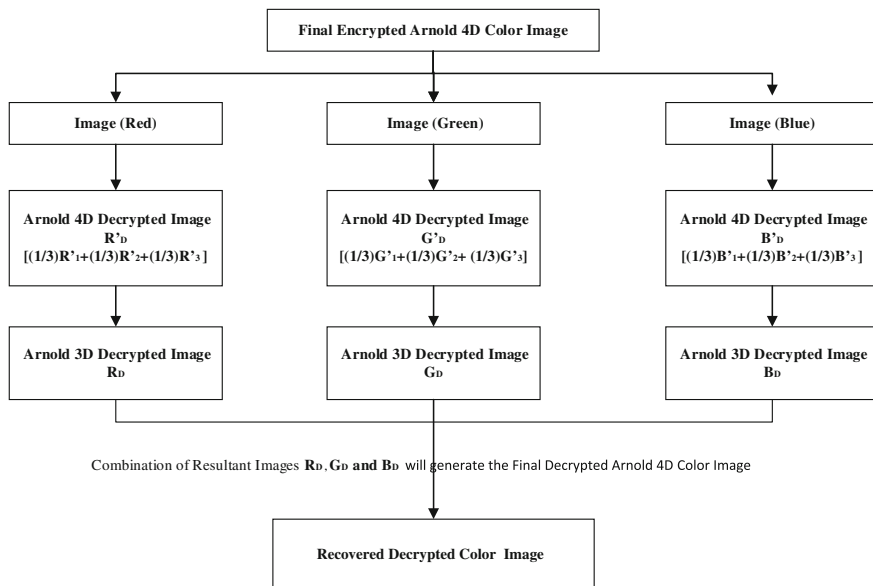 Final Encrypted Arnold 4D Color Image
Image (Red)
Image (Green)
Image (Blue)
Arnold 4D Decrypted Image
R'D
[(1/3)R'1+(1/3)R'2+(1/3)R'3 ]
Arnold 4D Decrypted Image
G'D
[(1/3)G'1+(1/3)G'2+ (1/3)G'3]
Arnold 4D Decrypted Image
B'D
[(1/3)B'1+(1/3)B'2+(1/3)B'3 ]
Arnold 3D Decrypted Image
RD
Arnold 3D Decrypted Image
GD
Arnold 3D Decrypted Image
BD
Combination of Resultant Images RD, GD and BD will generate the Final Decrypted Arnold 4D Color Image
Recovered Decrypted Color Image